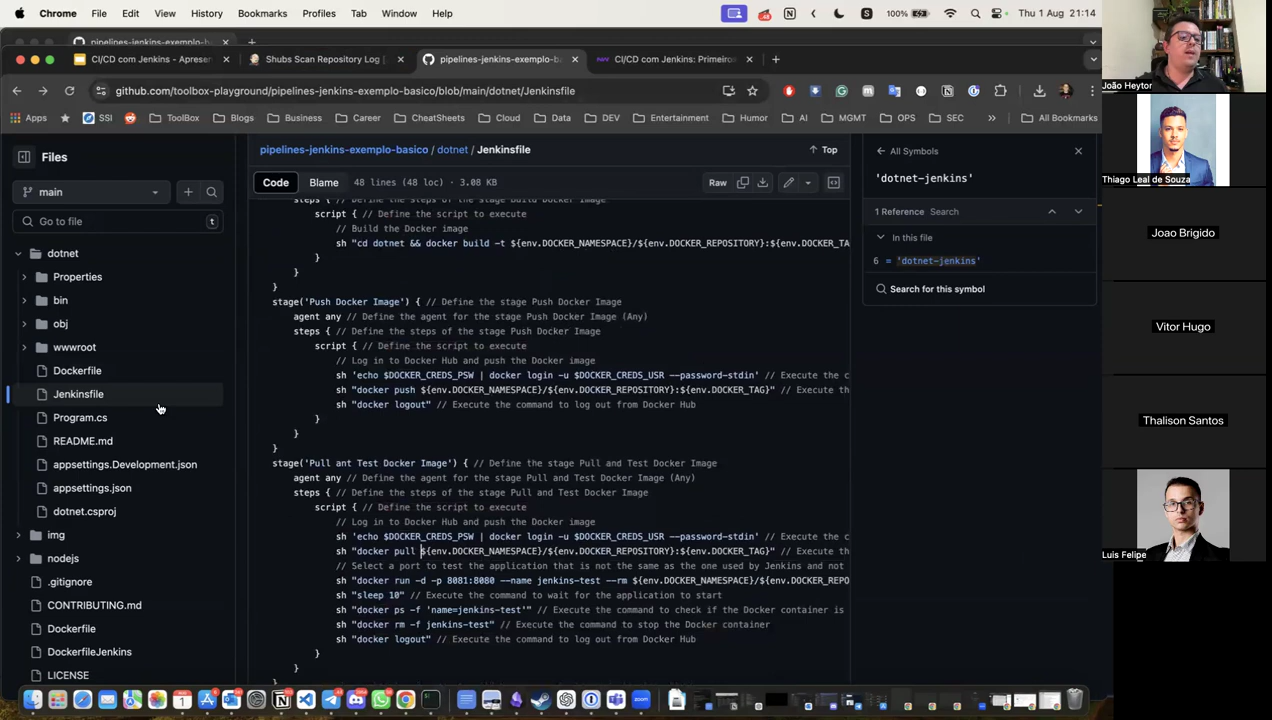 Chrome File Edit View History Bookmarks Profiles Tab Window Help 100% Thu 1 Aug 21:14
pipelines-jenkins-exemplo-b
CI/CD com Jenkins - Aprese Shubs Scan Repository Log pipelines-jenkins-exemplo-bas CI/CD com Jenkins: Primeiro
github.com/toolbox-playground/pipelines-jenkins-exemplo-basico/blob/main/dotnet/Jenkinsfile
Apps SSI ToolBox Blogs Business Career CheatSheets Cloud Data DEV Entertainment Humor AI MGMT OPS SEC All Bookmarks
Files
main
Go to file t
dotnet
Properties
bin
obj
wwwroot
Dockerfile
Jenkinsfile
Program.cs
README.md
appsettings.Development.json
appsettings.json
dotnet.csproj
img
nodejs
.gitignore
CONTRIBUTING.md
Dockerfile
DockerfileJenkins
LICENSE
pipelines-jenkins-exemplo-basico / dotnet / Jenkinsfile Top
Code Blame 48 lines (48 loc) · 3.08 KB Raw
script { // Define the script to execute
// Build the Docker image
sh "cd dotnet && docker build -t ${env.DOCKER_NAMESPACE}/${env.DOCKER_REPOSITORY}:${env.DOCKER_TA
}
}
}
stage('Push Docker Image') { // Define the stage Push Docker Image
agent any // Define the agent for the stage Push Docker Image (Any)
steps { // Define the steps of the stage Push Docker Image
script { // Define the script to execute
// Log in to Docker Hub and push the Docker image
sh 'echo $DOCKER_CREDS_PSW | docker login -u $DOCKER_CREDS_USR --password-stdin' // Execute the c
sh "docker push ${env.DOCKER_NAMESPACE}/${env.DOCKER_REPOSITORY}:${env.DOCKER_TAG}" // Execute th
sh "docker logout" // Execute the command to log out from Docker Hub
}
}
}
stage('Pull ant Test Docker Image') { // Define the stage Pull and Test Docker Image
agent any // Define the agent for the stage Pull and Test Docker Image (Any)
steps { // Define the steps of the stage Pull and Test Docker Image
script { // Define the script to execute
// Log in to Docker Hub and push the Docker image
sh 'echo $DOCKER_CREDS_PSW | docker login -u $DOCKER_CREDS_USR --password-stdin' // Execute the c
sh "docker pull ${env.DOCKER_NAMESPACE}/${env.DOCKER_REPOSITORY}:${env.DOCKER_TAG}" // Execute th
// Select a port to test the application that is not the same as the one used by Jenkins and not
sh "docker run -d -p 8081:8080 --name jenkins-test --rm ${env.DOCKER_NAMESPACE}/${env.DOCKER_REPO
sh "sleep 10" // Execute the command to wait for the application to start
sh "docker ps -f 'name=jenkins-test'" // Execute the command to check if the Docker container is
sh "docker rm -f jenkins-test" // Execute the command to stop the Docker container
sh "docker logout" // Execute the command to log out from Docker Hub
}
}
All Symbols
'dotnet-jenkins'
1 Reference Search
In this file
6 = 'dotnet-jenkins'
Search for this symbol
João Heytor
Thiago Leal de Souza
Joao Brigido
Vitor Hugo
Thalison Santos
Luis Felipe